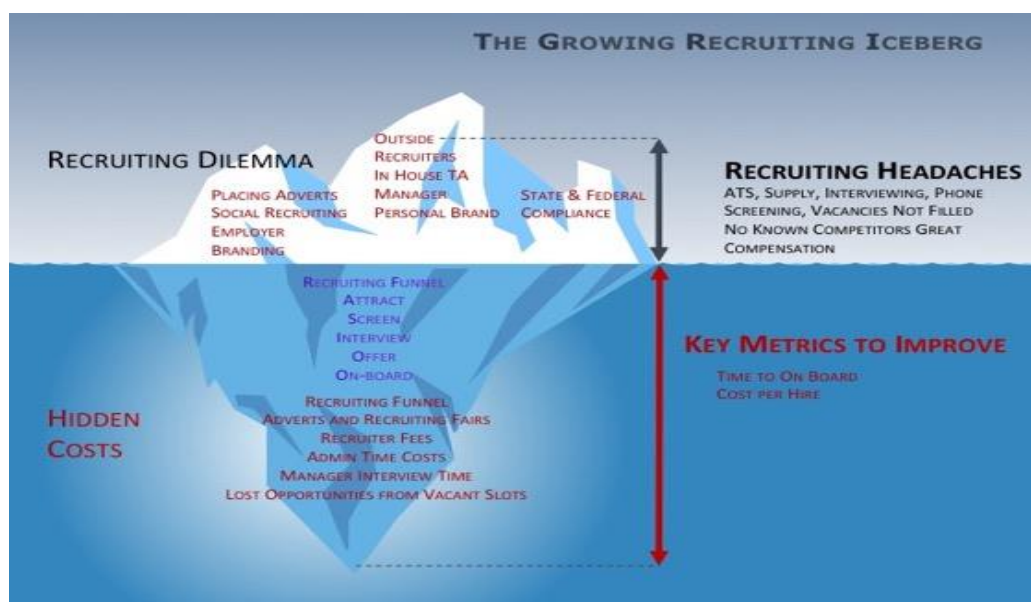 THE GROWING RECRUITING ICEBERG
RECRUITING DILEMMA
PLACING ADVERTS
SOCIAL RECRUITING
EMPLOYER
BRANDING
OUTSIDE
RECRUITERS
IN HOUSE TA
MANAGER
PERSONAL BRAND
STATE & FEDERAL
COMPLIANCE
RECRUITING HEADACHES
ATS, SUPPLY, INTERVIEWING, PHONE
SCREENING, VACANCIES NOT FILLED
NO KNOWN COMPETITORS GREAT
COMPENSATION
RECRUITING FUNNEL
ATTRACT
SCREEN
INTERVIEW
OFFER
ON-BOARD
KEY METRICS TO IMPROVE
TIME TO ON BOARD
COST PER HIRE
HIDDEN
COSTS
RECRUITING FUNNEL
ADVERTS AND RECRUITING FAIRS
RECRUITER FEES
ADMIN TIME COSTS
MANAGER INTERVIEW TIME
LOST OPPORTUNITIES FROM VACANT SLOTS